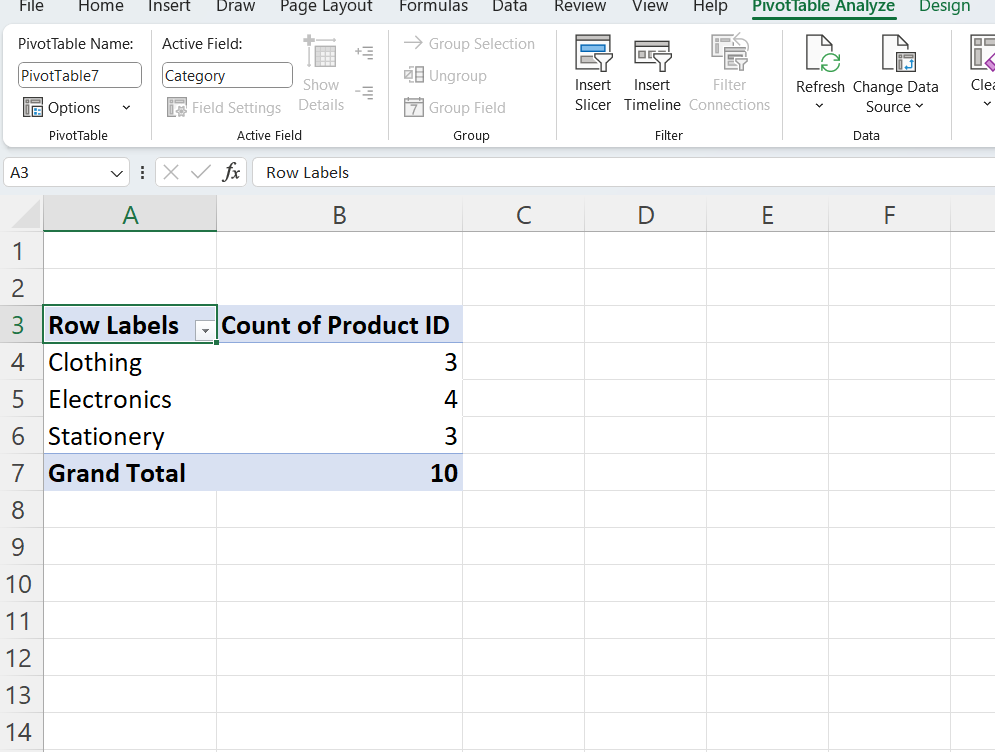 File Home Insert Draw Page Layout Formulas Data Review View Help PivotTable Analyze Design
PivotTable Name:
PivotTable7
Options
PivotTable
Active Field:
Category
Field Settings
Show
Details
Active Field
Group Selection
Ungroup
7 Group Field
Group
Insert
Slicer
Insert
Timeline
Filter
Connections
Filter
Refresh
Change Data
Source
Data
A3 fx Row Labels
A B C D E F
1
2
3 Row Labels Count of Product ID
4 Clothing 3
5 Electronics 4
6 Stationery 3
7 Grand Total 10
8
9
10
11
12
13
14